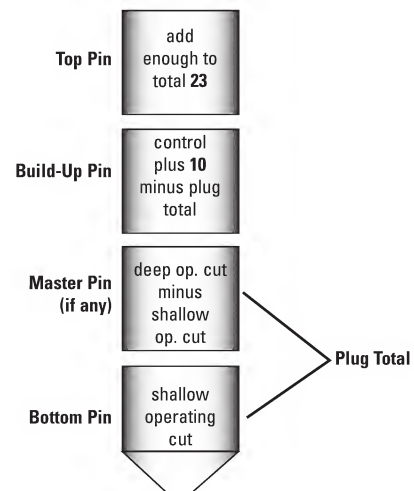 Top Pin
add
enough to
total 23
Build-Up Pin
control
plus 10
minus plug
total
Master Pin
(if any)
deep op. cut
minus
shallow
op. cut
Plug Total
Bottom Pin
shallow
operating
cut